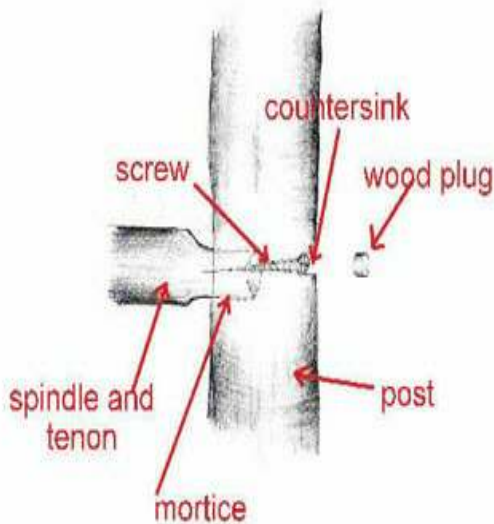 countersink
screw
wood plug
spindle and
tenon
post
mortice